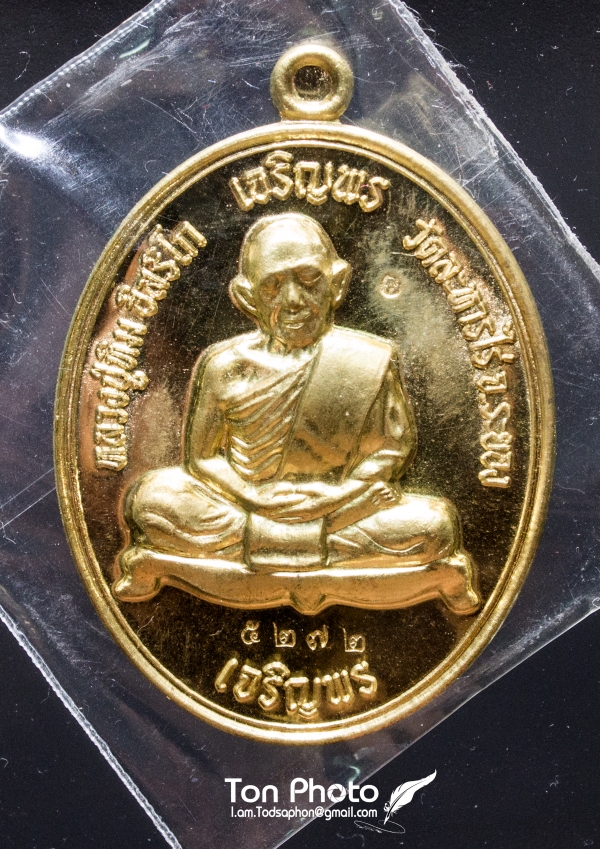 เจริญพร
หลวงปู่ทิม อิสริโก
วัดละหารไร่ จ.ระยอง
๕๒๗๒
เจริญพร
Ton Photo
I.am.Todsaphon@gmail.com